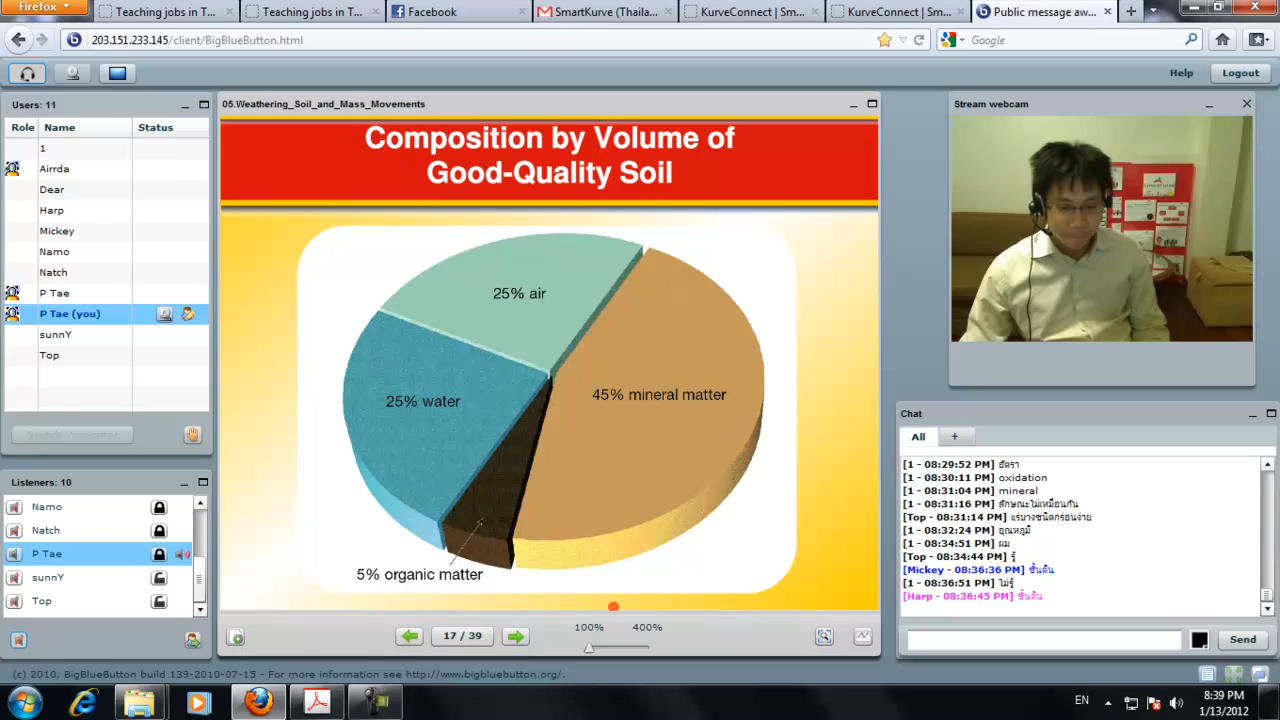 Firefox
Teaching jobs in T...
Teaching jobs in T...
Facebook
SmartKurve (Thaila...
KurveConnect | Sm...
KurveConnect | Sm...
Public message aw...
203.151.233.145/client/BigBlueButton.html
Google
Help
Logout
Users: 11
Role Name Status
1
Airrda
Dear
Harp
Mickey
Namo
Natch
P Tae
P Tae (you)
sunnY
Top
Listeners: 10
Namo
Natch
P Tae
sunnY
Top
05.Weathering_Soil_and_Mass_Movements
Composition by Volume of
Good-Quality Soil
25% air
25% water
45% mineral matter
5% organic matter
17 / 39
100% 400%
Stream webcam
Chat
All +
[1 - 08:29:52 PM] อัตรา
[1 - 08:30:11 PM] oxidation
[1 - 08:31:04 PM] mineral
[1 - 08:31:16 PM] ลักษณะไม่เหมือนกัน
[Top - 08:31:14 PM] แร่บางชนิดกร่อนง่าย
[1 - 08:32:24 PM] อุณหภูมิ
[1 - 08:34:51 PM] ผม
[Top - 08:34:44 PM] รู้
[Mickey - 08:36:36 PM] ชั้นดิน
[1 - 08:36:51 PM] ไม่รู้
[Harp - 08:36:45 PM] ชั้นดิน
Send
(c) 2010, BigBlueButton build 139-2010-07-15 - For more information see http://www.bigbluebutton.org/.
EN
8:39 PM
1/13/2012